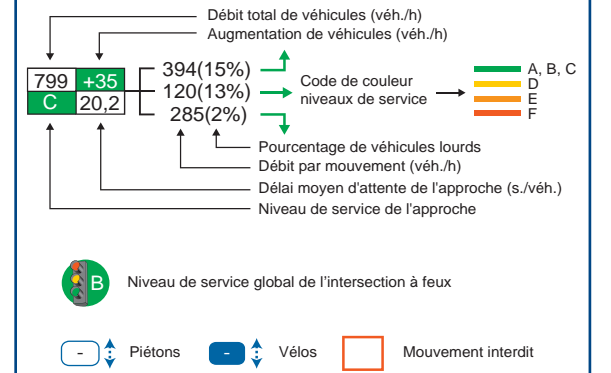 Débit total de véhicules (véh./h)
Augmentation de véhicules (véh./h)
799 +35
C 20,2
394(15%)
120(13%)
285(2%)
Code de couleur
niveaux de service
A, B, C
D
E
F
Pourcentage de véhicules lourds
Débit par mouvement (véh./h)
Délai moyen d'attente de l'approche (s./véh.)
Niveau de service de l'approche
B Niveau de service global de l'intersection à feux
- Piétons - Vélos Mouvement interdit